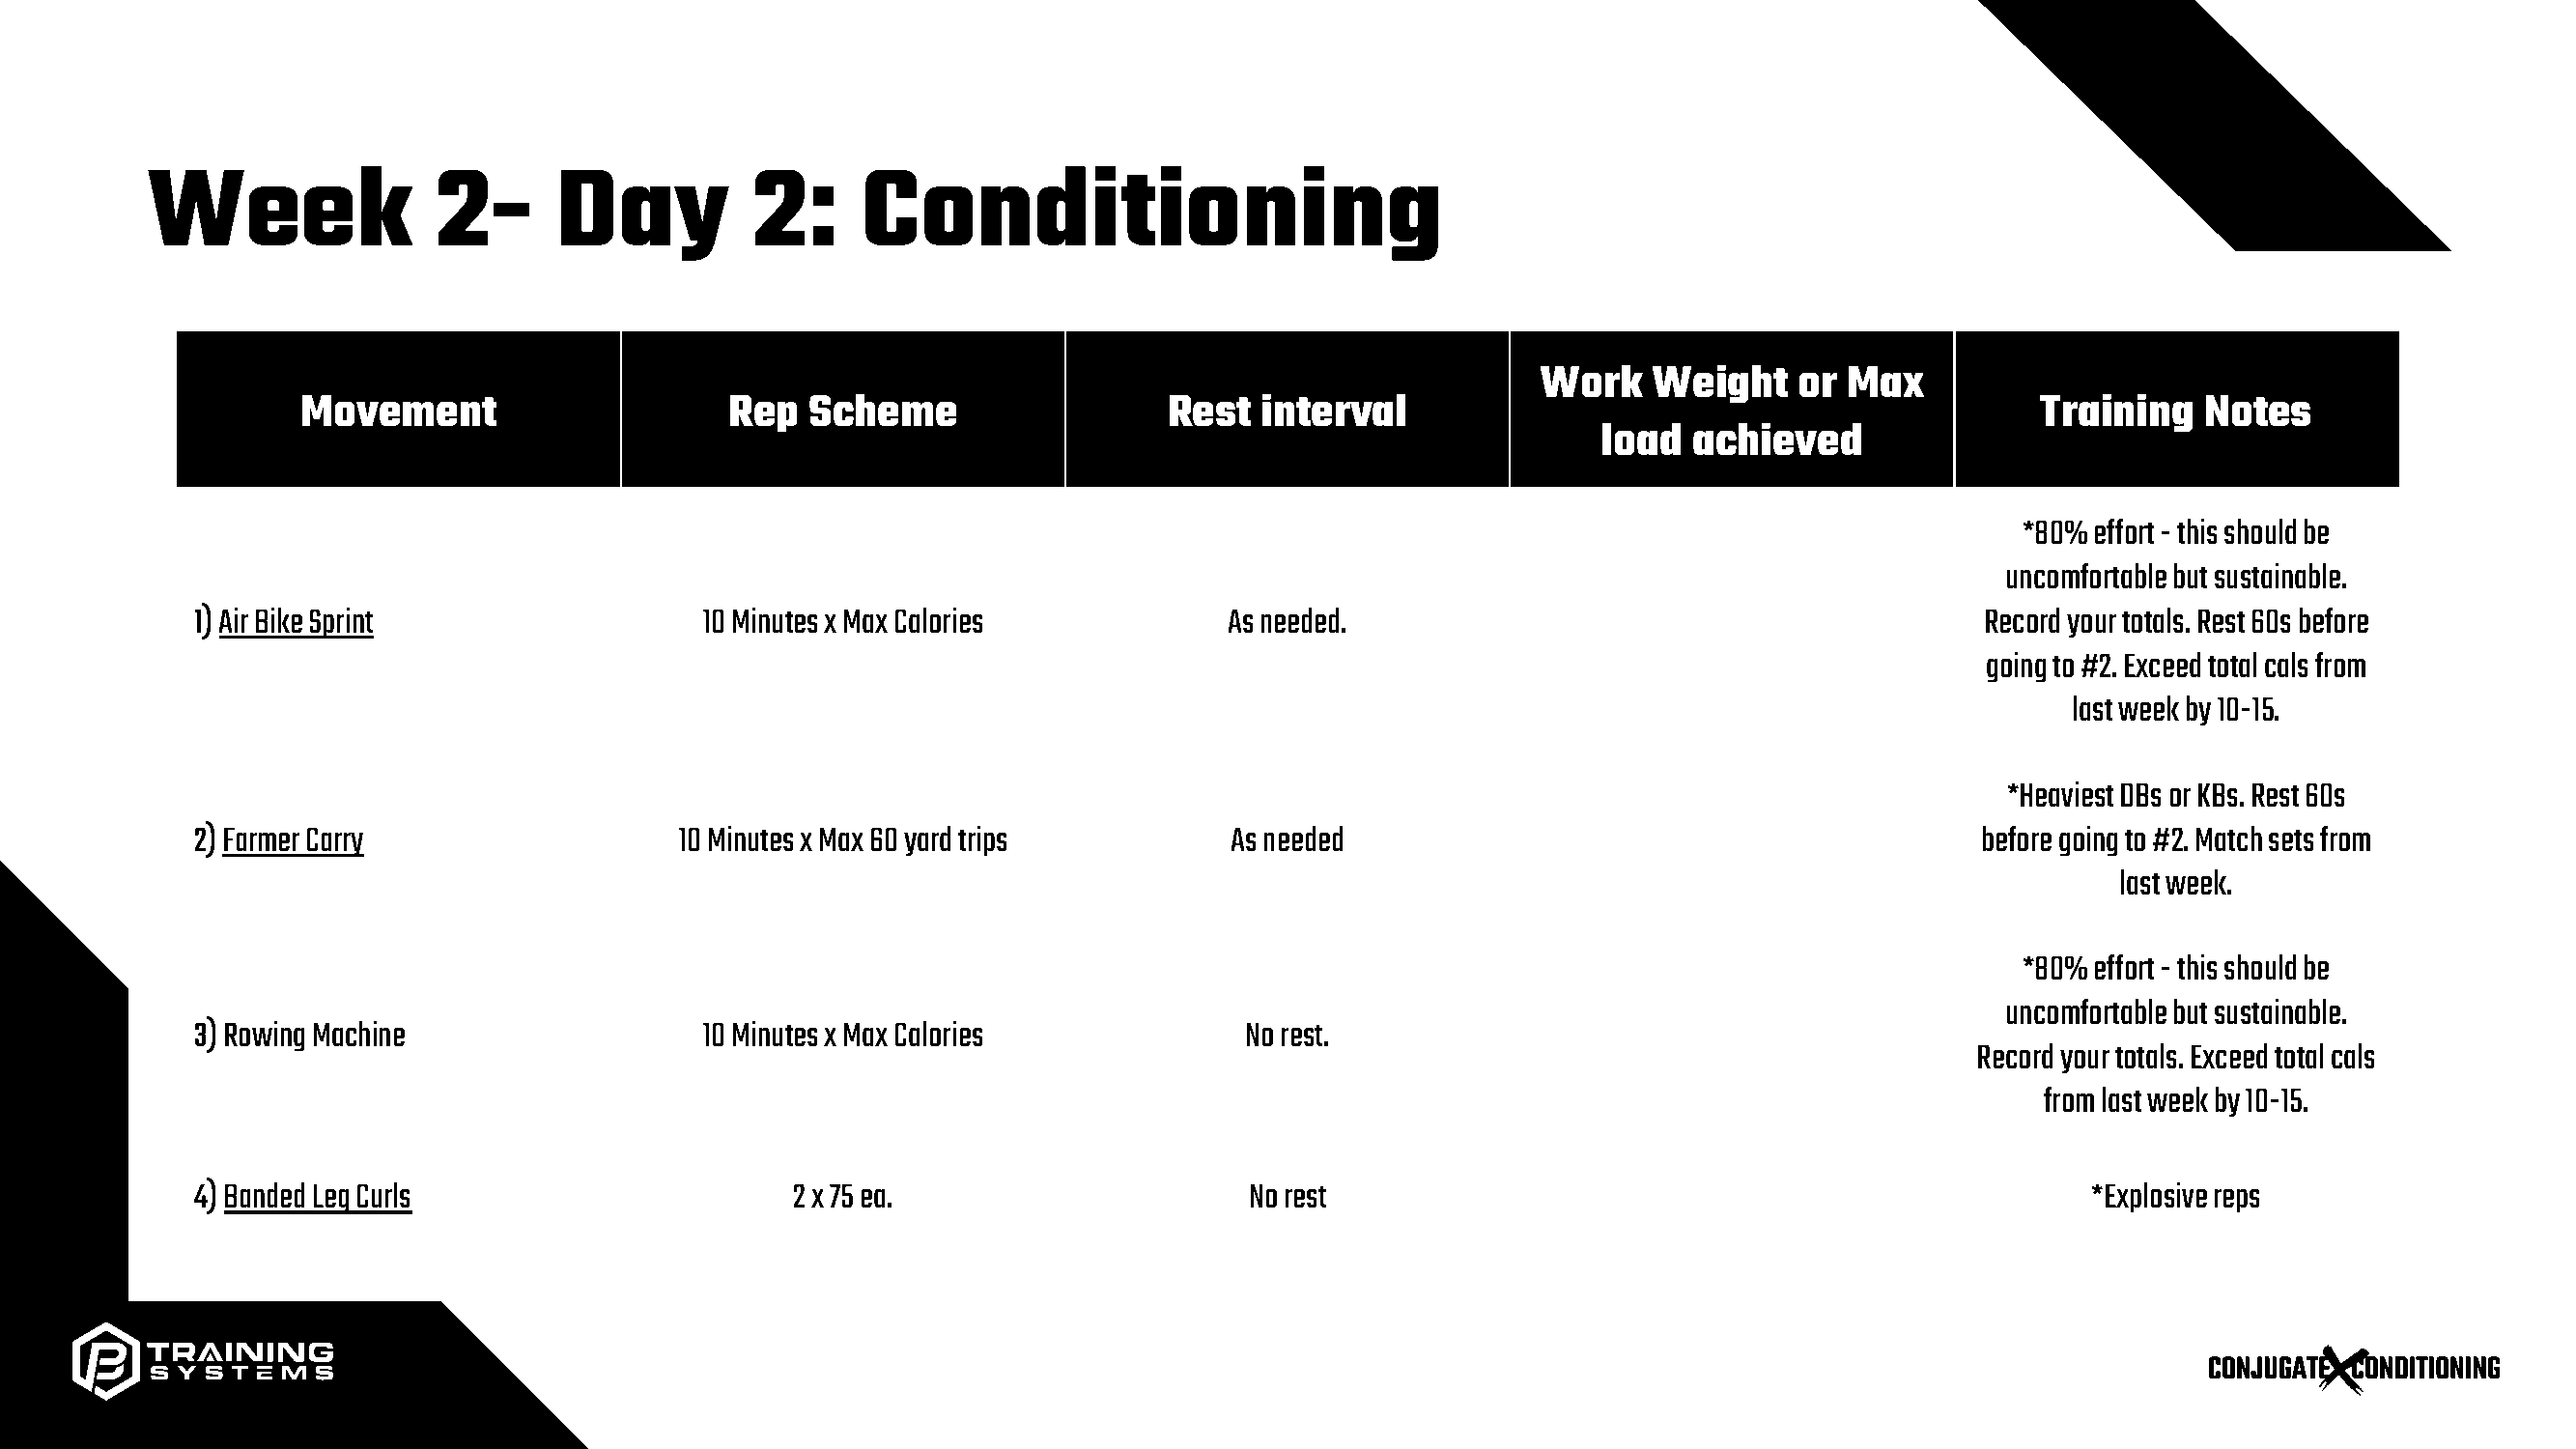 Week 2- Day 2: Conditioning
Movement
Rep Scheme
Rest interval
Work Weight or Max
load achieved
Training Notes
1) Air Bike Sprint
10 Minutes x Max Calories
As needed.
*80% effort - this should be
uncomfortable but sustainable.
Record your totals. Rest 60s before
going to #2. Exceed total cals from
last week by 10-15.
2) Farmer Carry
10 Minutes x Max 60 yard trips
As needed
*Heaviest DBs or KBs. Rest 60s
before going to #2. Match sets from
last week.
3) Rowing Machine
10 Minutes x Max Calories
No rest.
*80% effort - this should be
uncomfortable but sustainable.
Record your totals. Exceed total cals
from last week by 10-15.
4) Banded Leg Curls
2 x 75 ea.
No rest
*Explosive reps
TRAINING
SYSTEMS
CONJUGATE X CONDITIONING